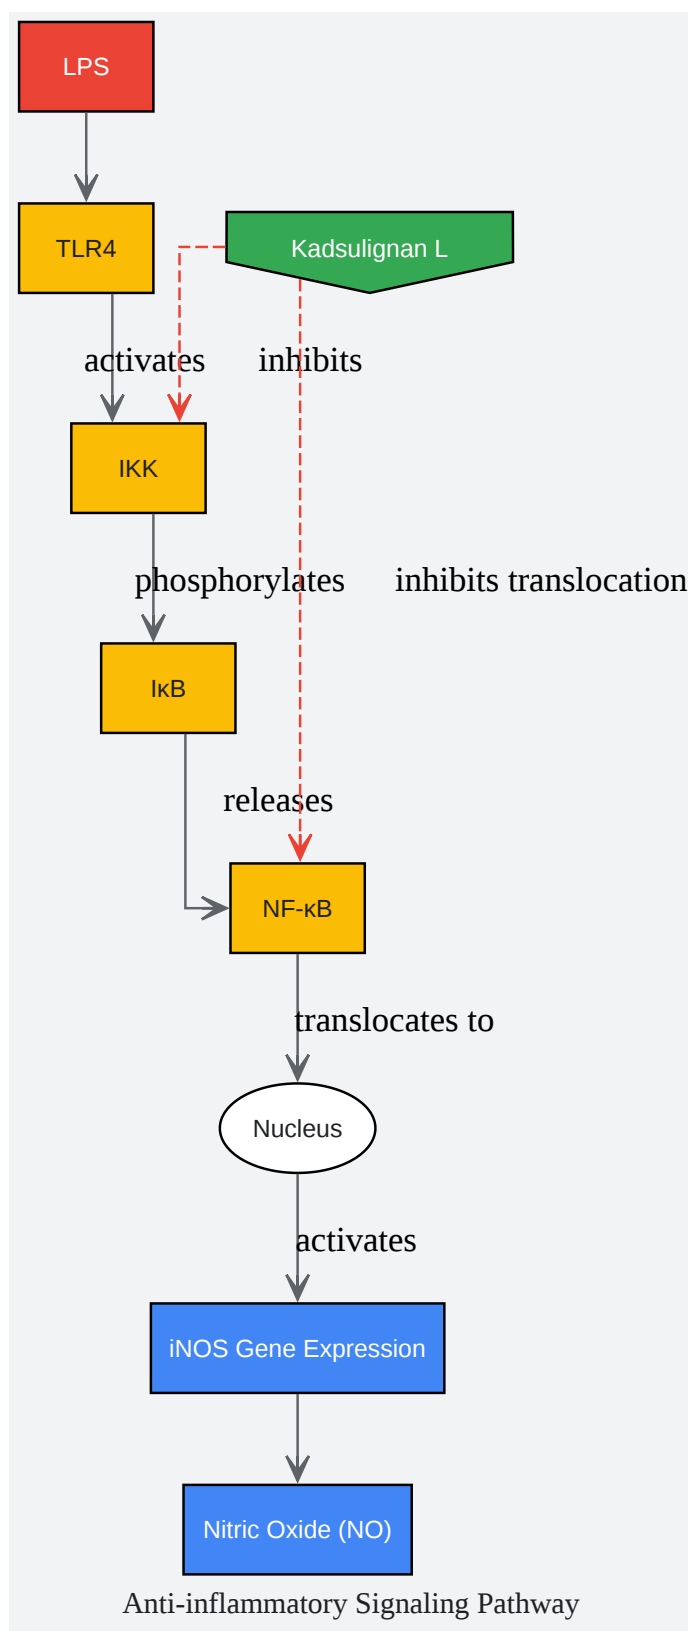 LPS
TLR4
Kadsulignan L
activates
inhibits
IKK
phosphorylates
inhibits translocation
IκB
releases
NF-κB
translocates to
Nucleus
activates
iNOS Gene Expression
Nitric Oxide (NO)
Anti-inflammatory Signaling Pathway